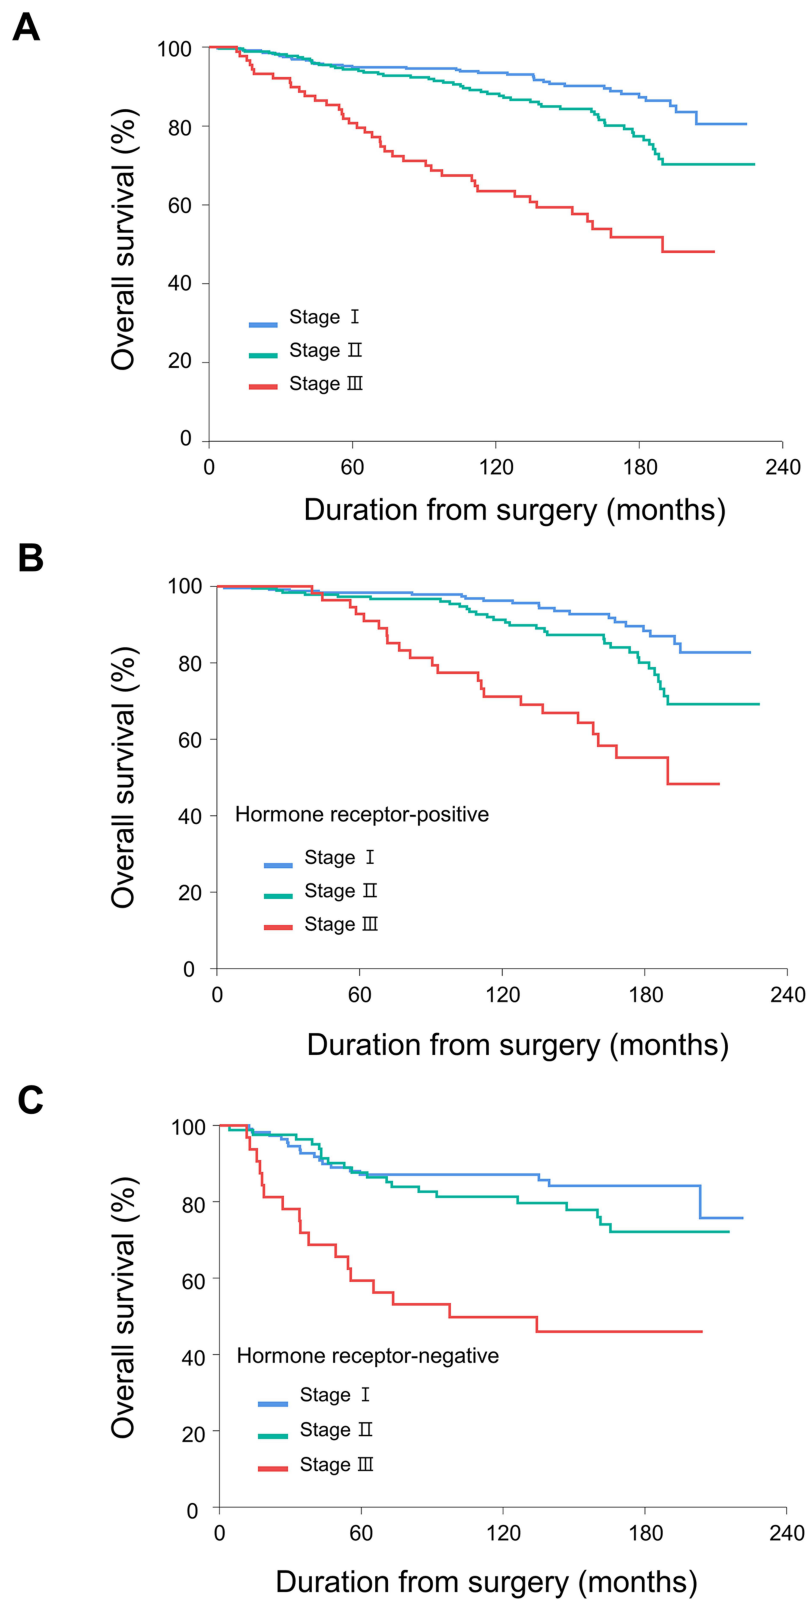 A
Overall survival (%)
100
80
60
40
20
0
Stage Ⅰ
Stage Ⅱ
Stage Ⅲ
0 60 120 180 240
Duration from surgery (months)
B
Overall survival (%)
100
80
60
40
20
0
Hormone receptor-positive
Stage Ⅰ
Stage Ⅱ
Stage Ⅲ
0 60 120 180 240
Duration from surgery (months)
C
Overall survival (%)
100
80
60
40
20
0
Hormone receptor-negative
Stage Ⅰ
Stage Ⅱ
Stage Ⅲ
0 60 120 180 240
Duration from surgery (months)